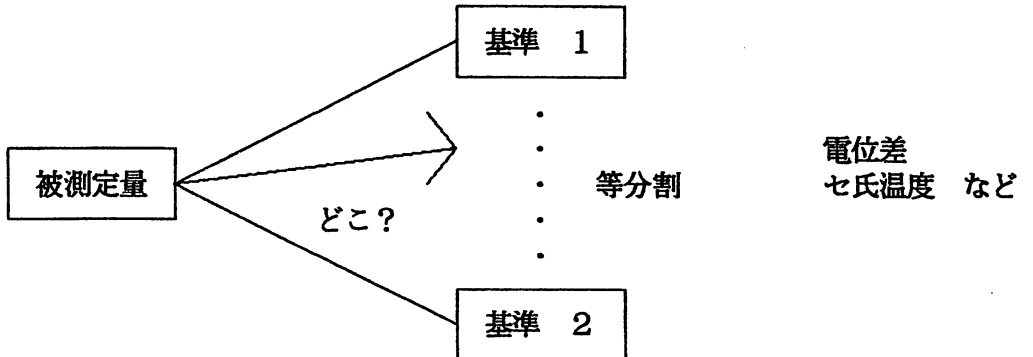 基準　1
電位差
被測定量
等分割
セ氏温度　など
どこ？
基準　2